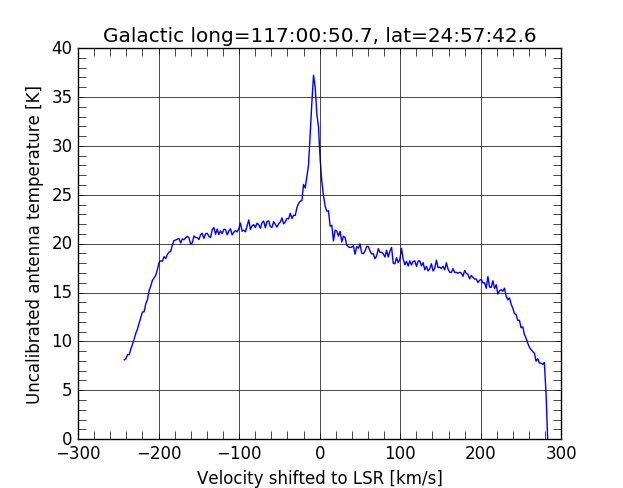 Galactic long=117:00:50.7, lat=24:57:42.6
40
35
30
25
20
15
10
5
0
−300 −200 −100 0 100 200 300
Uncalibrated antenna temperature [K]
Velocity shifted to LSR [km/s]